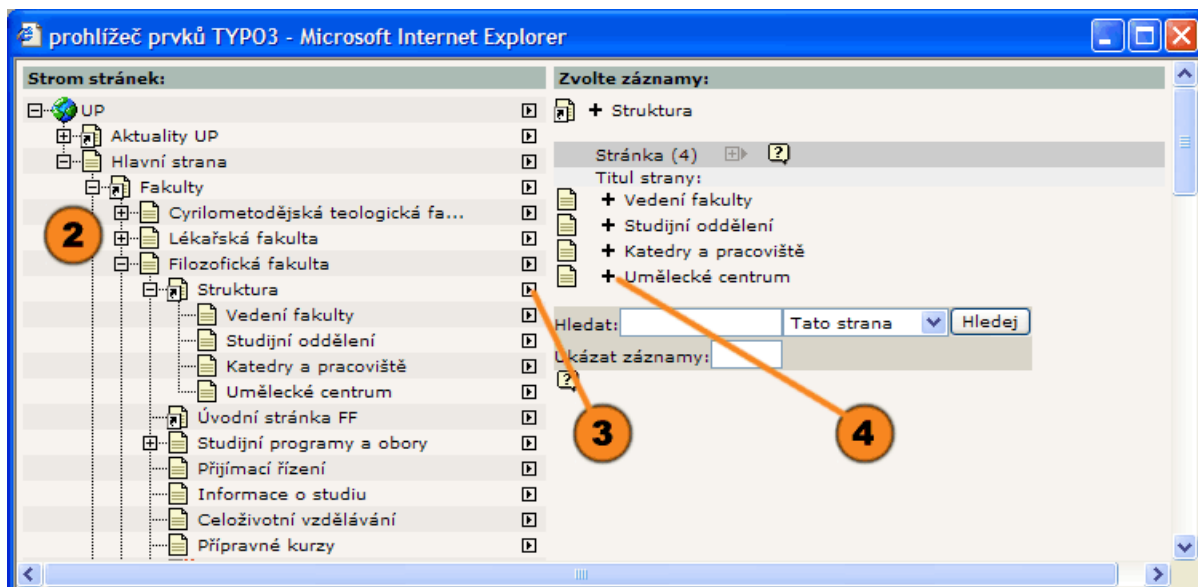 prohlížeč prvků TYPO3 - Microsoft Internet Explorer
Strom stránek:
UP
Aktuality UP
Hlavní strana
Fakulty
Cyrilometodějská teologická fa...
2
Lékařská fakulta
Filozofická fakulta
Struktura
Vedení fakulty
Studijní oddělení
Katedry a pracoviště
Umělecké centrum
Úvodní stránka FF
Studijní programy a obory
Přijímací řízení
Informace o studiu
Celoživotní vzdělávání
Přípravné kurzy
Zvolte záznamy:
+ Struktura
Stránka (4) ?
Titul strany:
+ Vedení fakulty
+ Studijní oddělení
+ Katedry a pracoviště
+ Umělecké centrum
Hledat: Tato strana Hledej
Ukázat záznamy:
?
3
4